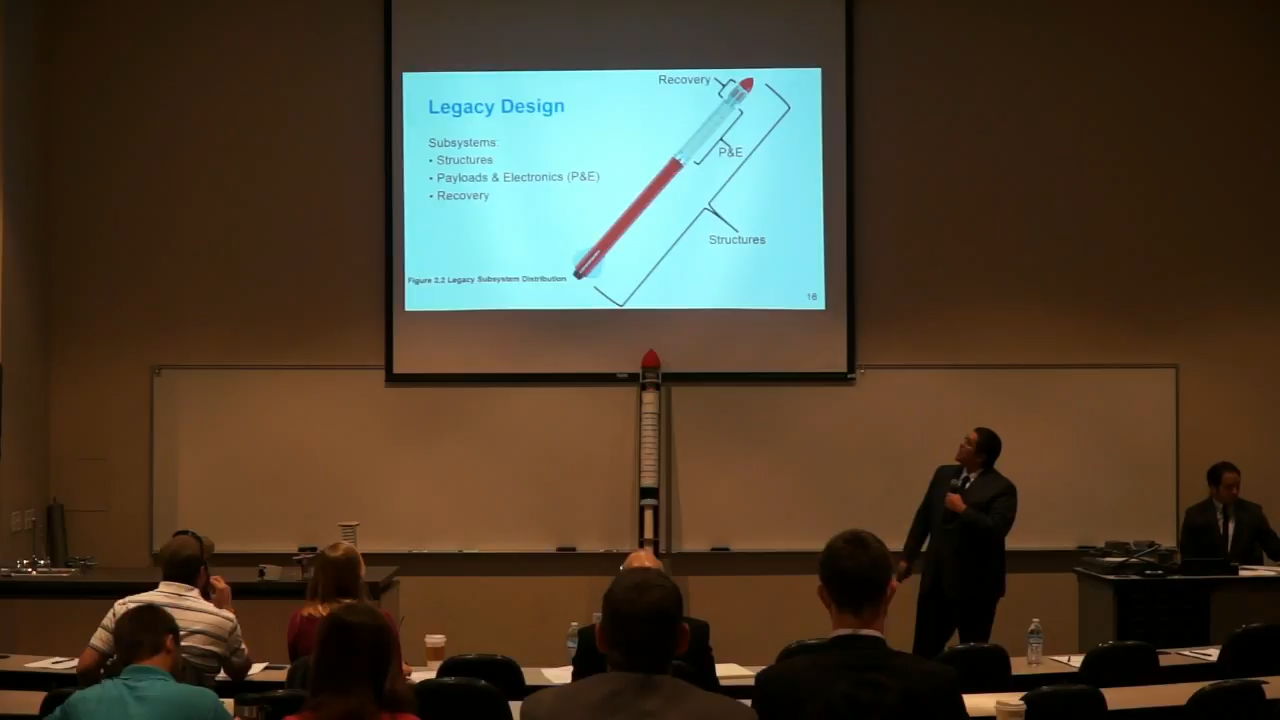 Legacy Design
Subsystems:
• Structures
• Payloads & Electronics (P&E)
• Recovery
Recovery
P&E
Structures
Figure 2.2 Legacy Subsystem Distribution
16